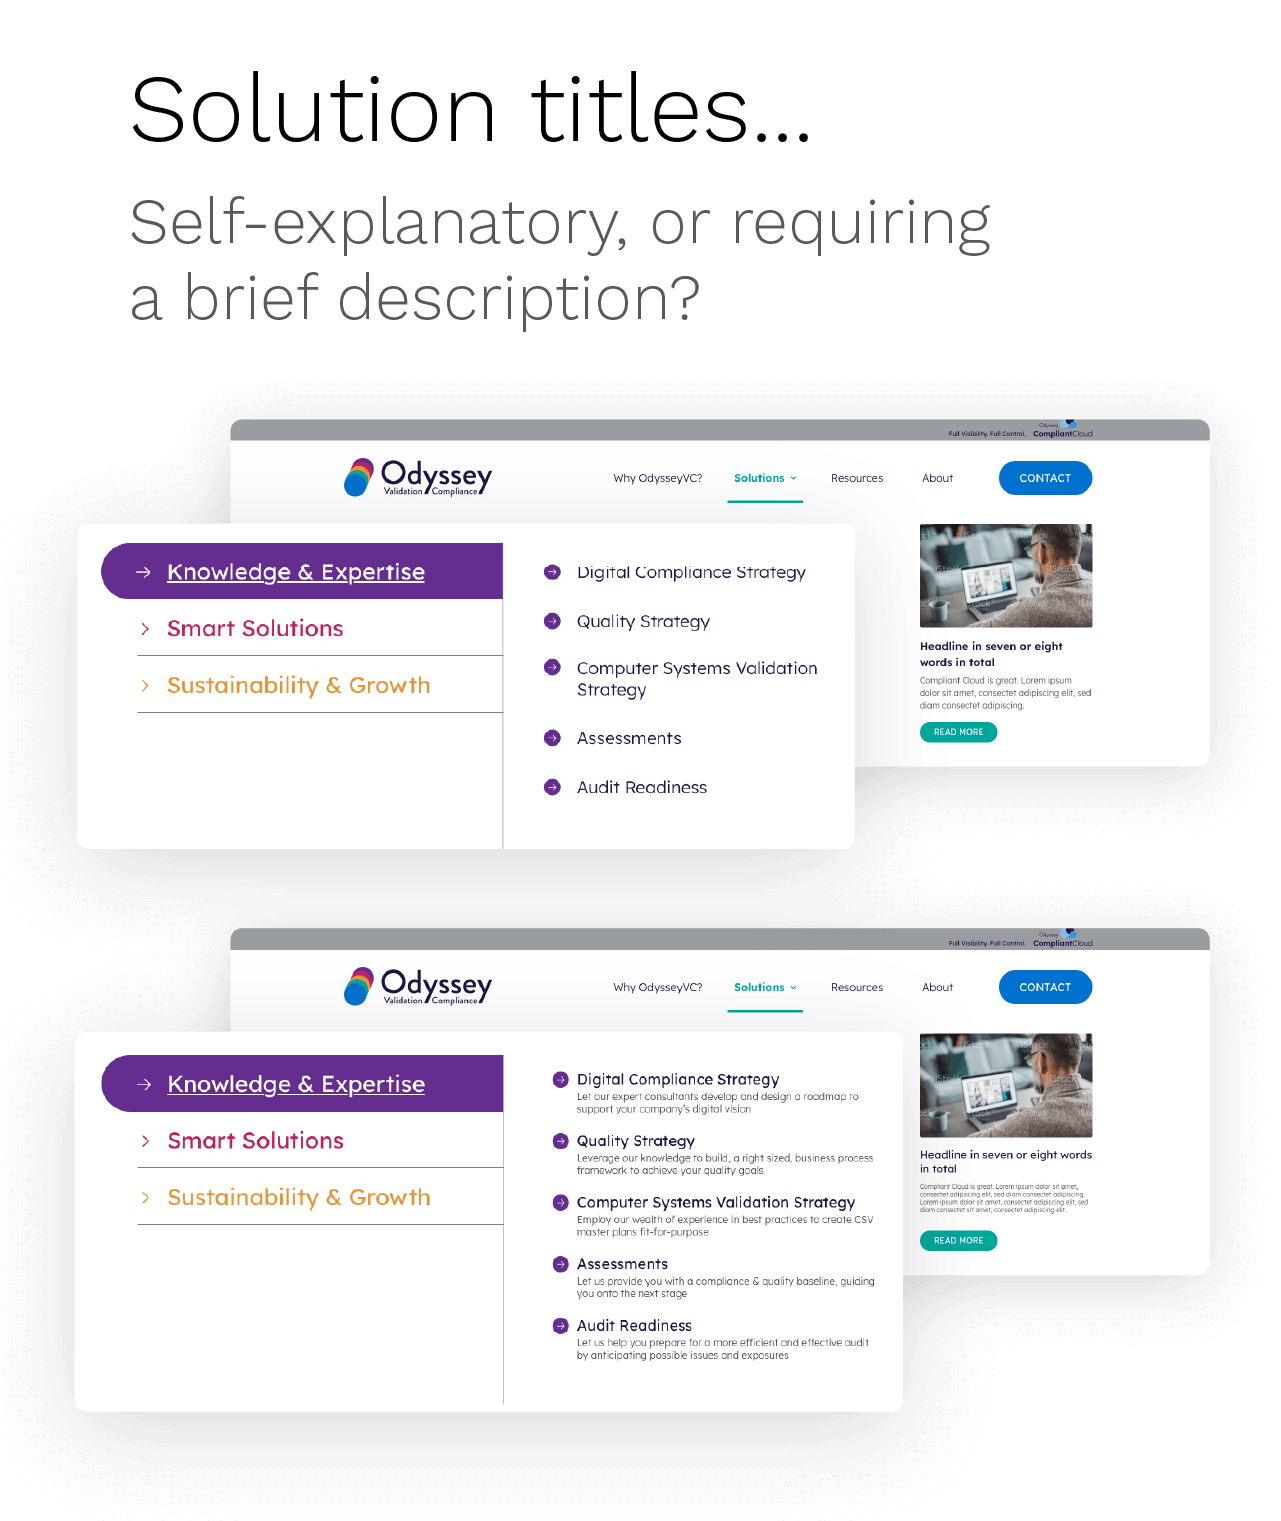 Solution titles...
Self-explanatory, or requiring
a brief description?
Odyssey
Full Visibility. Full Control. CompliantCloud
Odyssey
Validation Compliance
Why OdysseyVC? Solutions Resources About CONTACT
Knowledge & Expertise
Smart Solutions
Sustainability & Growth
Digital Compliance Strategy
Quality Strategy
Computer Systems Validation
Strategy
Assessments
Audit Readiness
iStock
Headline in seven or eight
words in total
Compliant Cloud is great. Lorem ipsum
dolor sit amet, consectet adipiscing elit, sed
diam consectet adipiscing.
READ MORE
Odyssey
Full Visibility. Full Control. CompliantCloud
Odyssey
Validation Compliance
Why OdysseyVC? Solutions Resources About CONTACT
Knowledge & Expertise
Smart Solutions
Sustainability & Growth
Digital Compliance Strategy
Let our expert consultants develop and design a roadmap to
support your company's digital vision
Quality Strategy
Leverage our knowledge to build, a right sized, business process
framework to achieve your quality goals
Computer Systems Validation Strategy
Employ our wealth of experience in best practices to create CSV
master plans fit-for-purpose
Assessments
Let us provide you with a compliance & quality baseline, guiding
you onto the next stage
Audit Readiness
Let us help you prepare for a more efficient and effective audit
by anticipating possible issues and exposures
iStock
Headline in seven or eight words
in total
Compliant Cloud is great. Lorem ipsum dolor sit amet,
consectet adipiscing elit, sed diam consectet adipiscing.
Lorem ipsum dolor sit amet, consectet adipiscing elit, sed
diam consectet sit amet, consectet adipiscing elit.
READ MORE